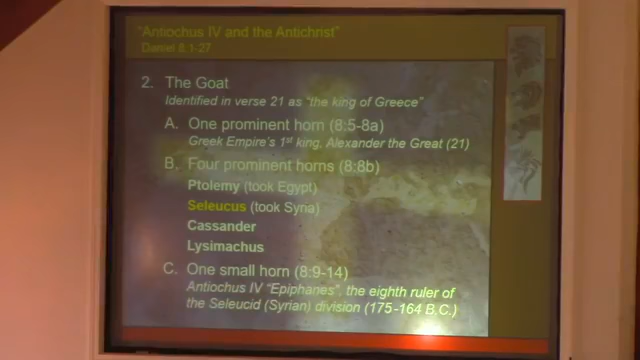 "Antiochus IV and the Antichrist"
Daniel 8:1-27
2. The Goat
Identified in verse 21 as "the king of Greece"
A. One prominent horn (8:5-8a)
Greek Empire's 1st king, Alexander the Great (21)
B. Four prominent horns (8:8b)
Ptolemy (took Egypt)
Seleucus (took Syria)
Cassander
Lysimachus
C. One small horn (8:9-14)
Antiochus IV "Epiphanes", the eighth ruler of
the Seleucid (Syrian) division (175-164 B.C.)